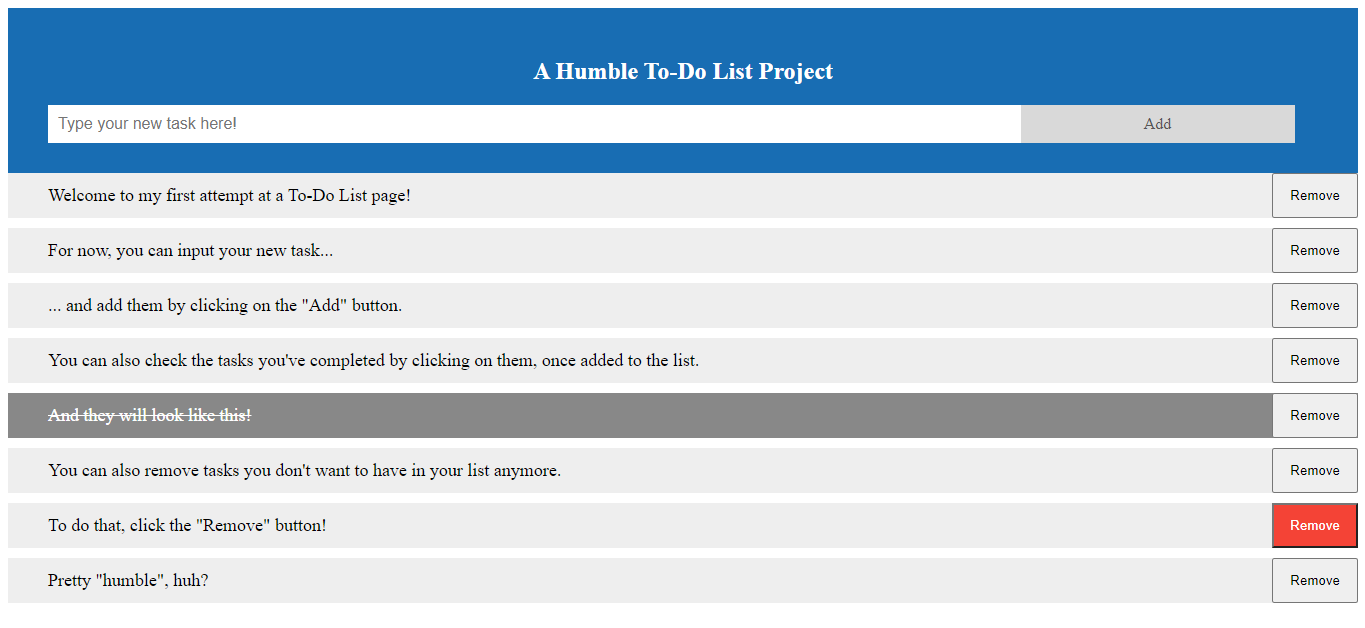 A Humble To-Do List Project
Type your new task here! Add
Welcome to my first attempt at a To-Do List page! Remove
For now, you can input your new task... Remove
... and add them by clicking on the "Add" button. Remove
You can also check the tasks you've completed by clicking on them, once added to the list. Remove
And they will look like this! Remove
You can also remove tasks you don't want to have in your list anymore. Remove
To do that, click the "Remove" button! Remove
Pretty "humble", huh? Remove